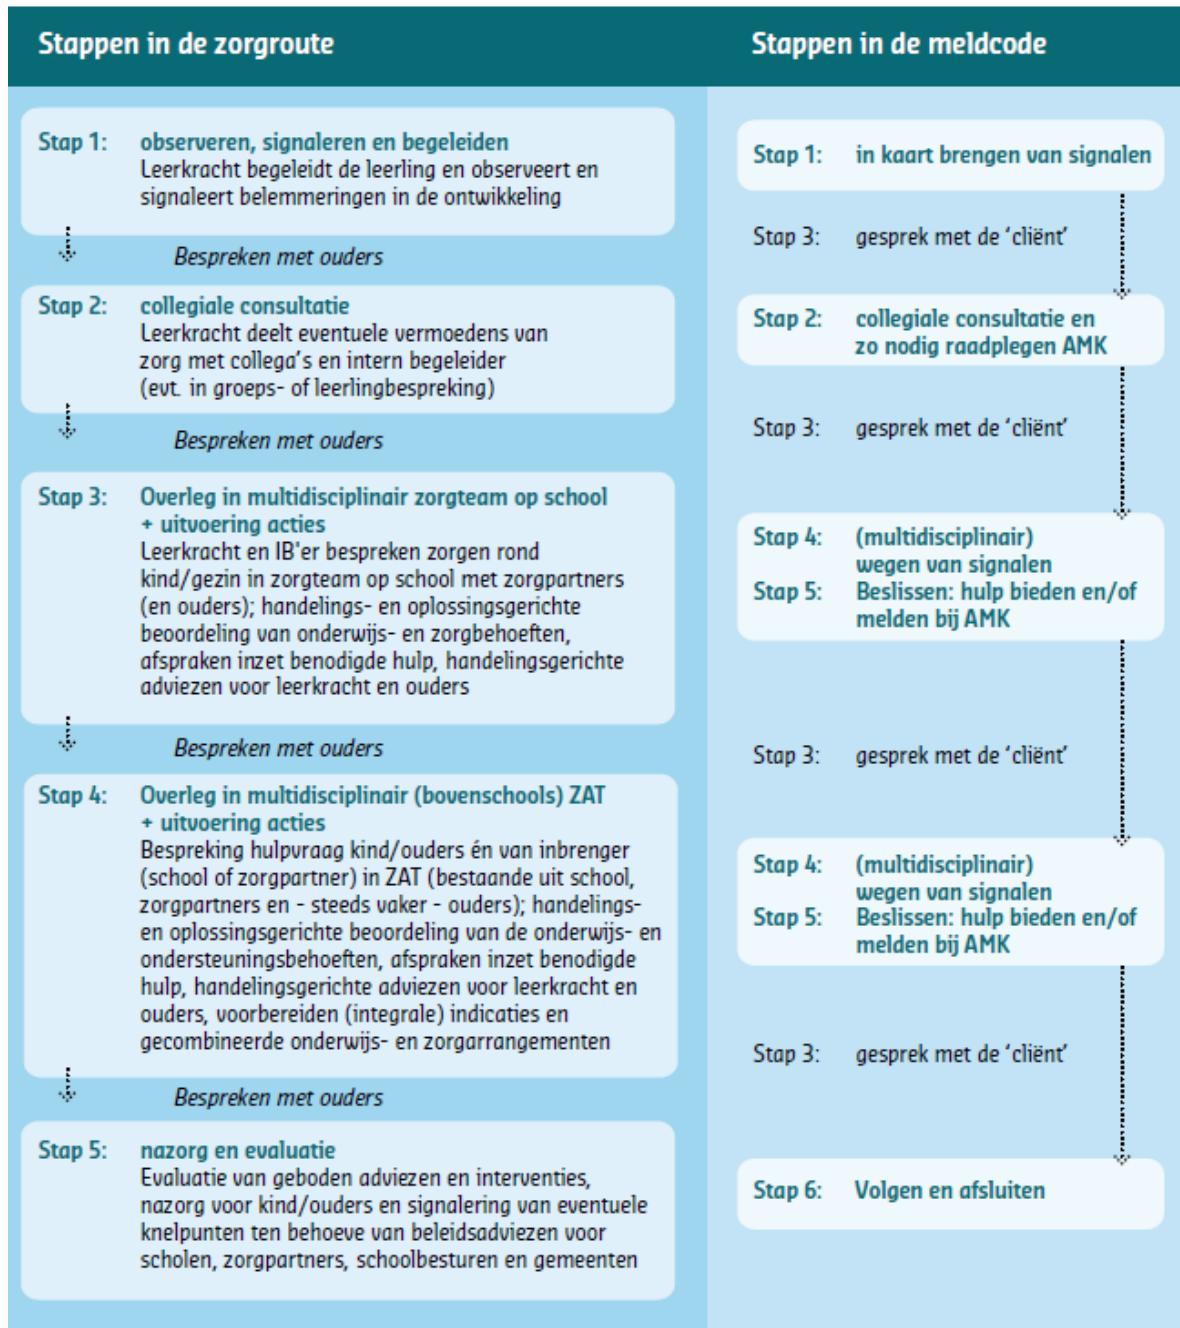 Stappen in de zorgroute
Stap 1: observeren, signaleren en begeleiden
Leerkracht begeleidt de leerling en observeert en
signaleert belemmeringen in de ontwikkeling
Bespreken met ouders
Stap 2: collegiale consultatie
Leerkracht deelt eventuele vermoedens van
zorg met collega's en intern begeleider
(evt. in groeps- of leerlingbespreking)
Bespreken met ouders
Stap 3: Overleg in multidisciplinair zorgteam op school
+ uitvoering acties
Leerkracht en IB'er bespreken zorgen rond
kind/gezin in zorgteam op school met zorgpartners
(en ouders); handelings- en oplossingsgerichte
beoordeling van onderwijs- en zorgbehoeften,
afspraken inzet benodigde hulp, handelingsgerichte
adviezen voor leerkracht en ouders
Bespreken met ouders
Stap 4: Overleg in multidisciplinair (bovenschools) ZAT
+ uitvoering acties
Bespreking hulpvraag kind/ouders én van inbrenger
(school of zorgpartner) in ZAT (bestaande uit school,
zorgpartners en - steeds vaker - ouders); handelings-
en oplossingsgerichte beoordeling van de onderwijs- en
ondersteuningsbehoeften, afspraken inzet benodigde
hulp, handelingsgerichte adviezen voor leerkracht en
ouders, voorbereiden (integrale) indicaties en
gecombineerde onderwijs- en zorgarrangementen
Bespreken met ouders
Stap 5: nazorg en evaluatie
Evaluatie van geboden adviezen en interventies,
nazorg voor kind/ouders en signalering van eventuele
knelpunten ten behoeve van beleidsadviezen voor
scholen, zorgpartners, schoolbesturen en gemeenten
Stappen in de meldcode
Stap 1: in kaart brengen van signalen
Stap 3: gesprek met de ‘cliënt’
Stap 2: collegiale consultatie en
zo nodig raadplegen AMK
Stap 3: gesprek met de ‘cliënt’
Stap 4: (multidisciplinair)
wegen van signalen
Stap 5: Beslissen: hulp bieden en/of
melden bij AMK
Stap 3: gesprek met de ‘cliënt’
Stap 4: (multidisciplinair)
wegen van signalen
Stap 5: Beslissen: hulp bieden en/of
melden bij AMK
Stap 3: gesprek met de ‘cliënt’
Stap 6: Volgen en afsluiten